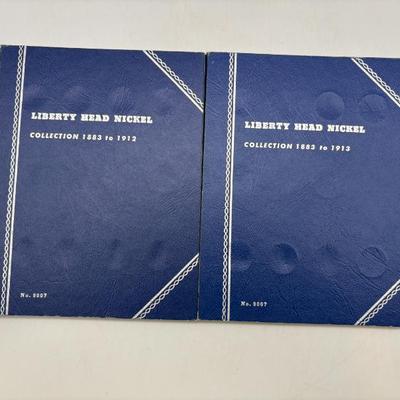 LIBERTY HEAD NICKEL
COLLECTION 1883 to 1912
No. 9007
LIBERTY HEAD NICKEL
COLLECTION 1883 to 1913
No. 9007